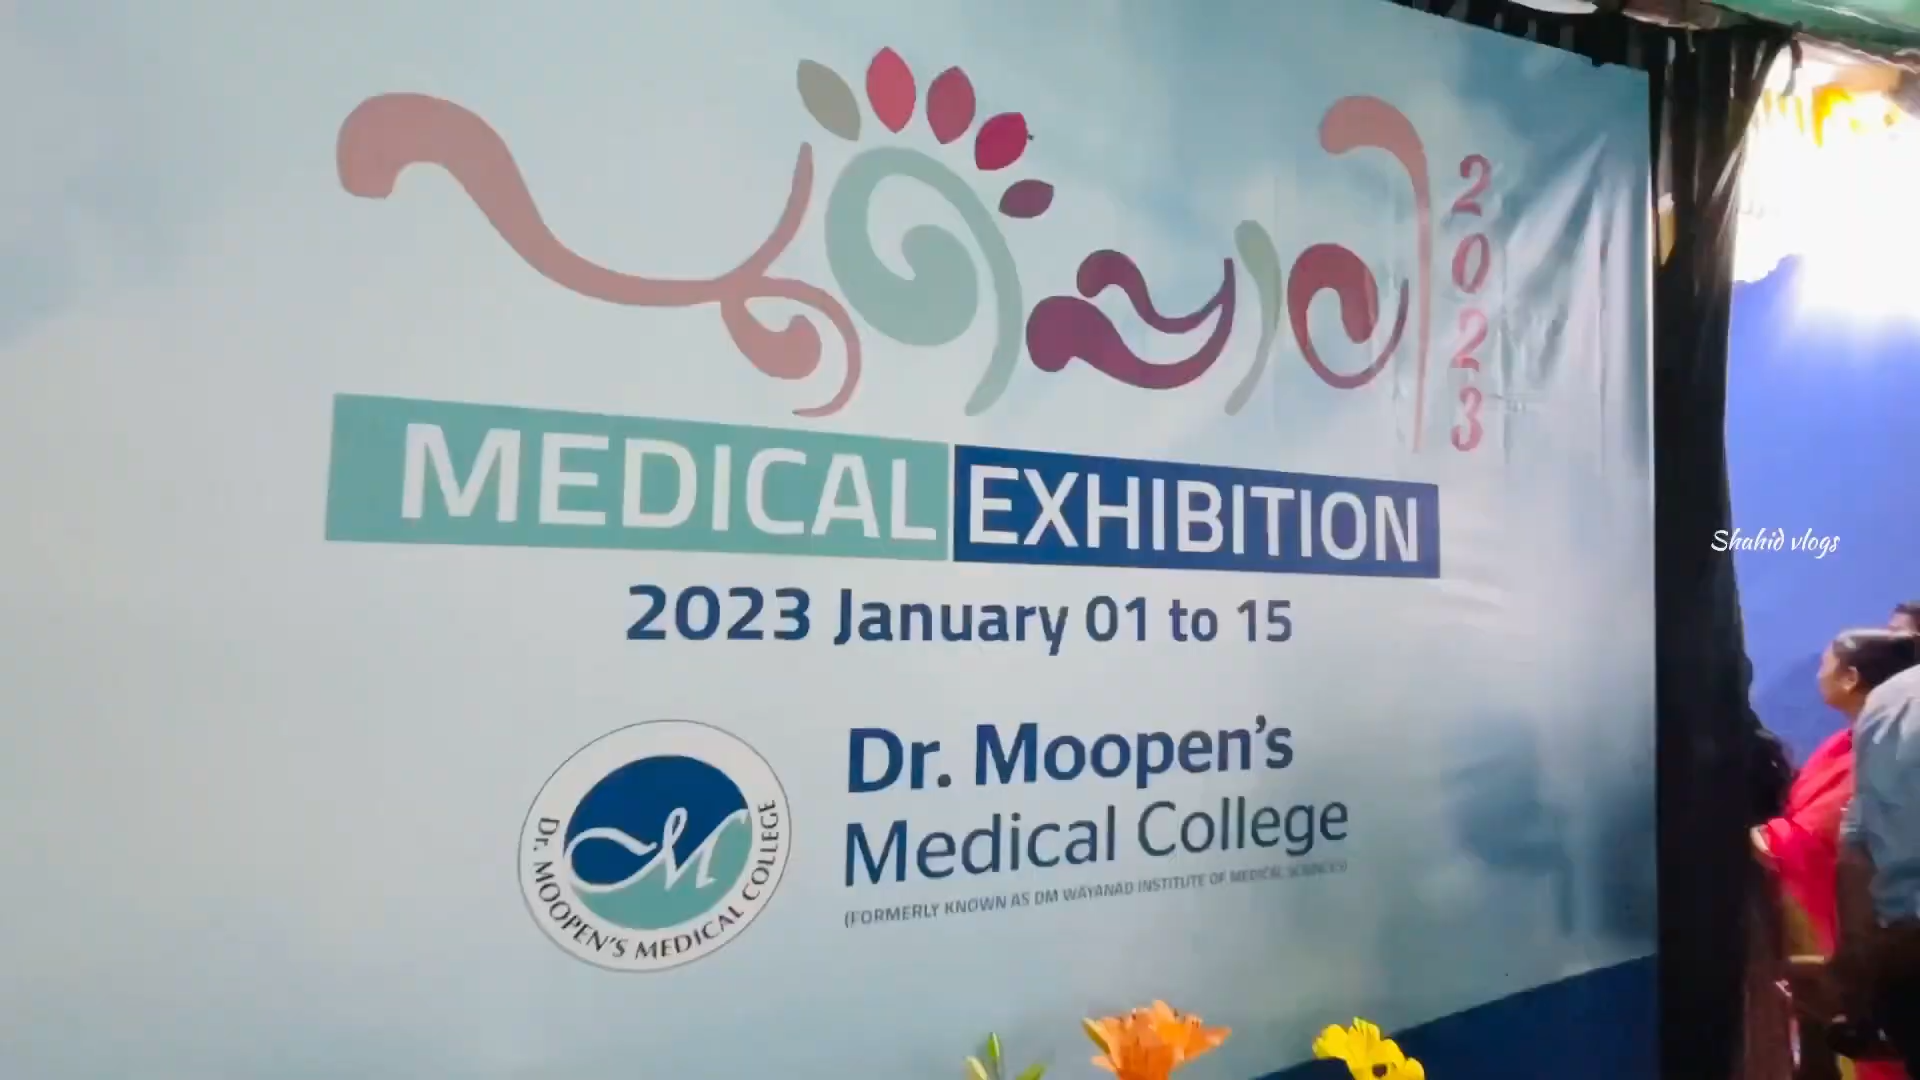 പൂപ്പൊലി
2023
MEDICAL EXHIBITION
2023 January 01 to 15
Dr. Moopen's
Medical College
(FORMERLY KNOWN AS DM WAYANAD INSTITUTE OF MEDICAL SCIENCES)
M
Dr. MOOPEN'S MEDICAL COLLEGE
Shahid vlogs